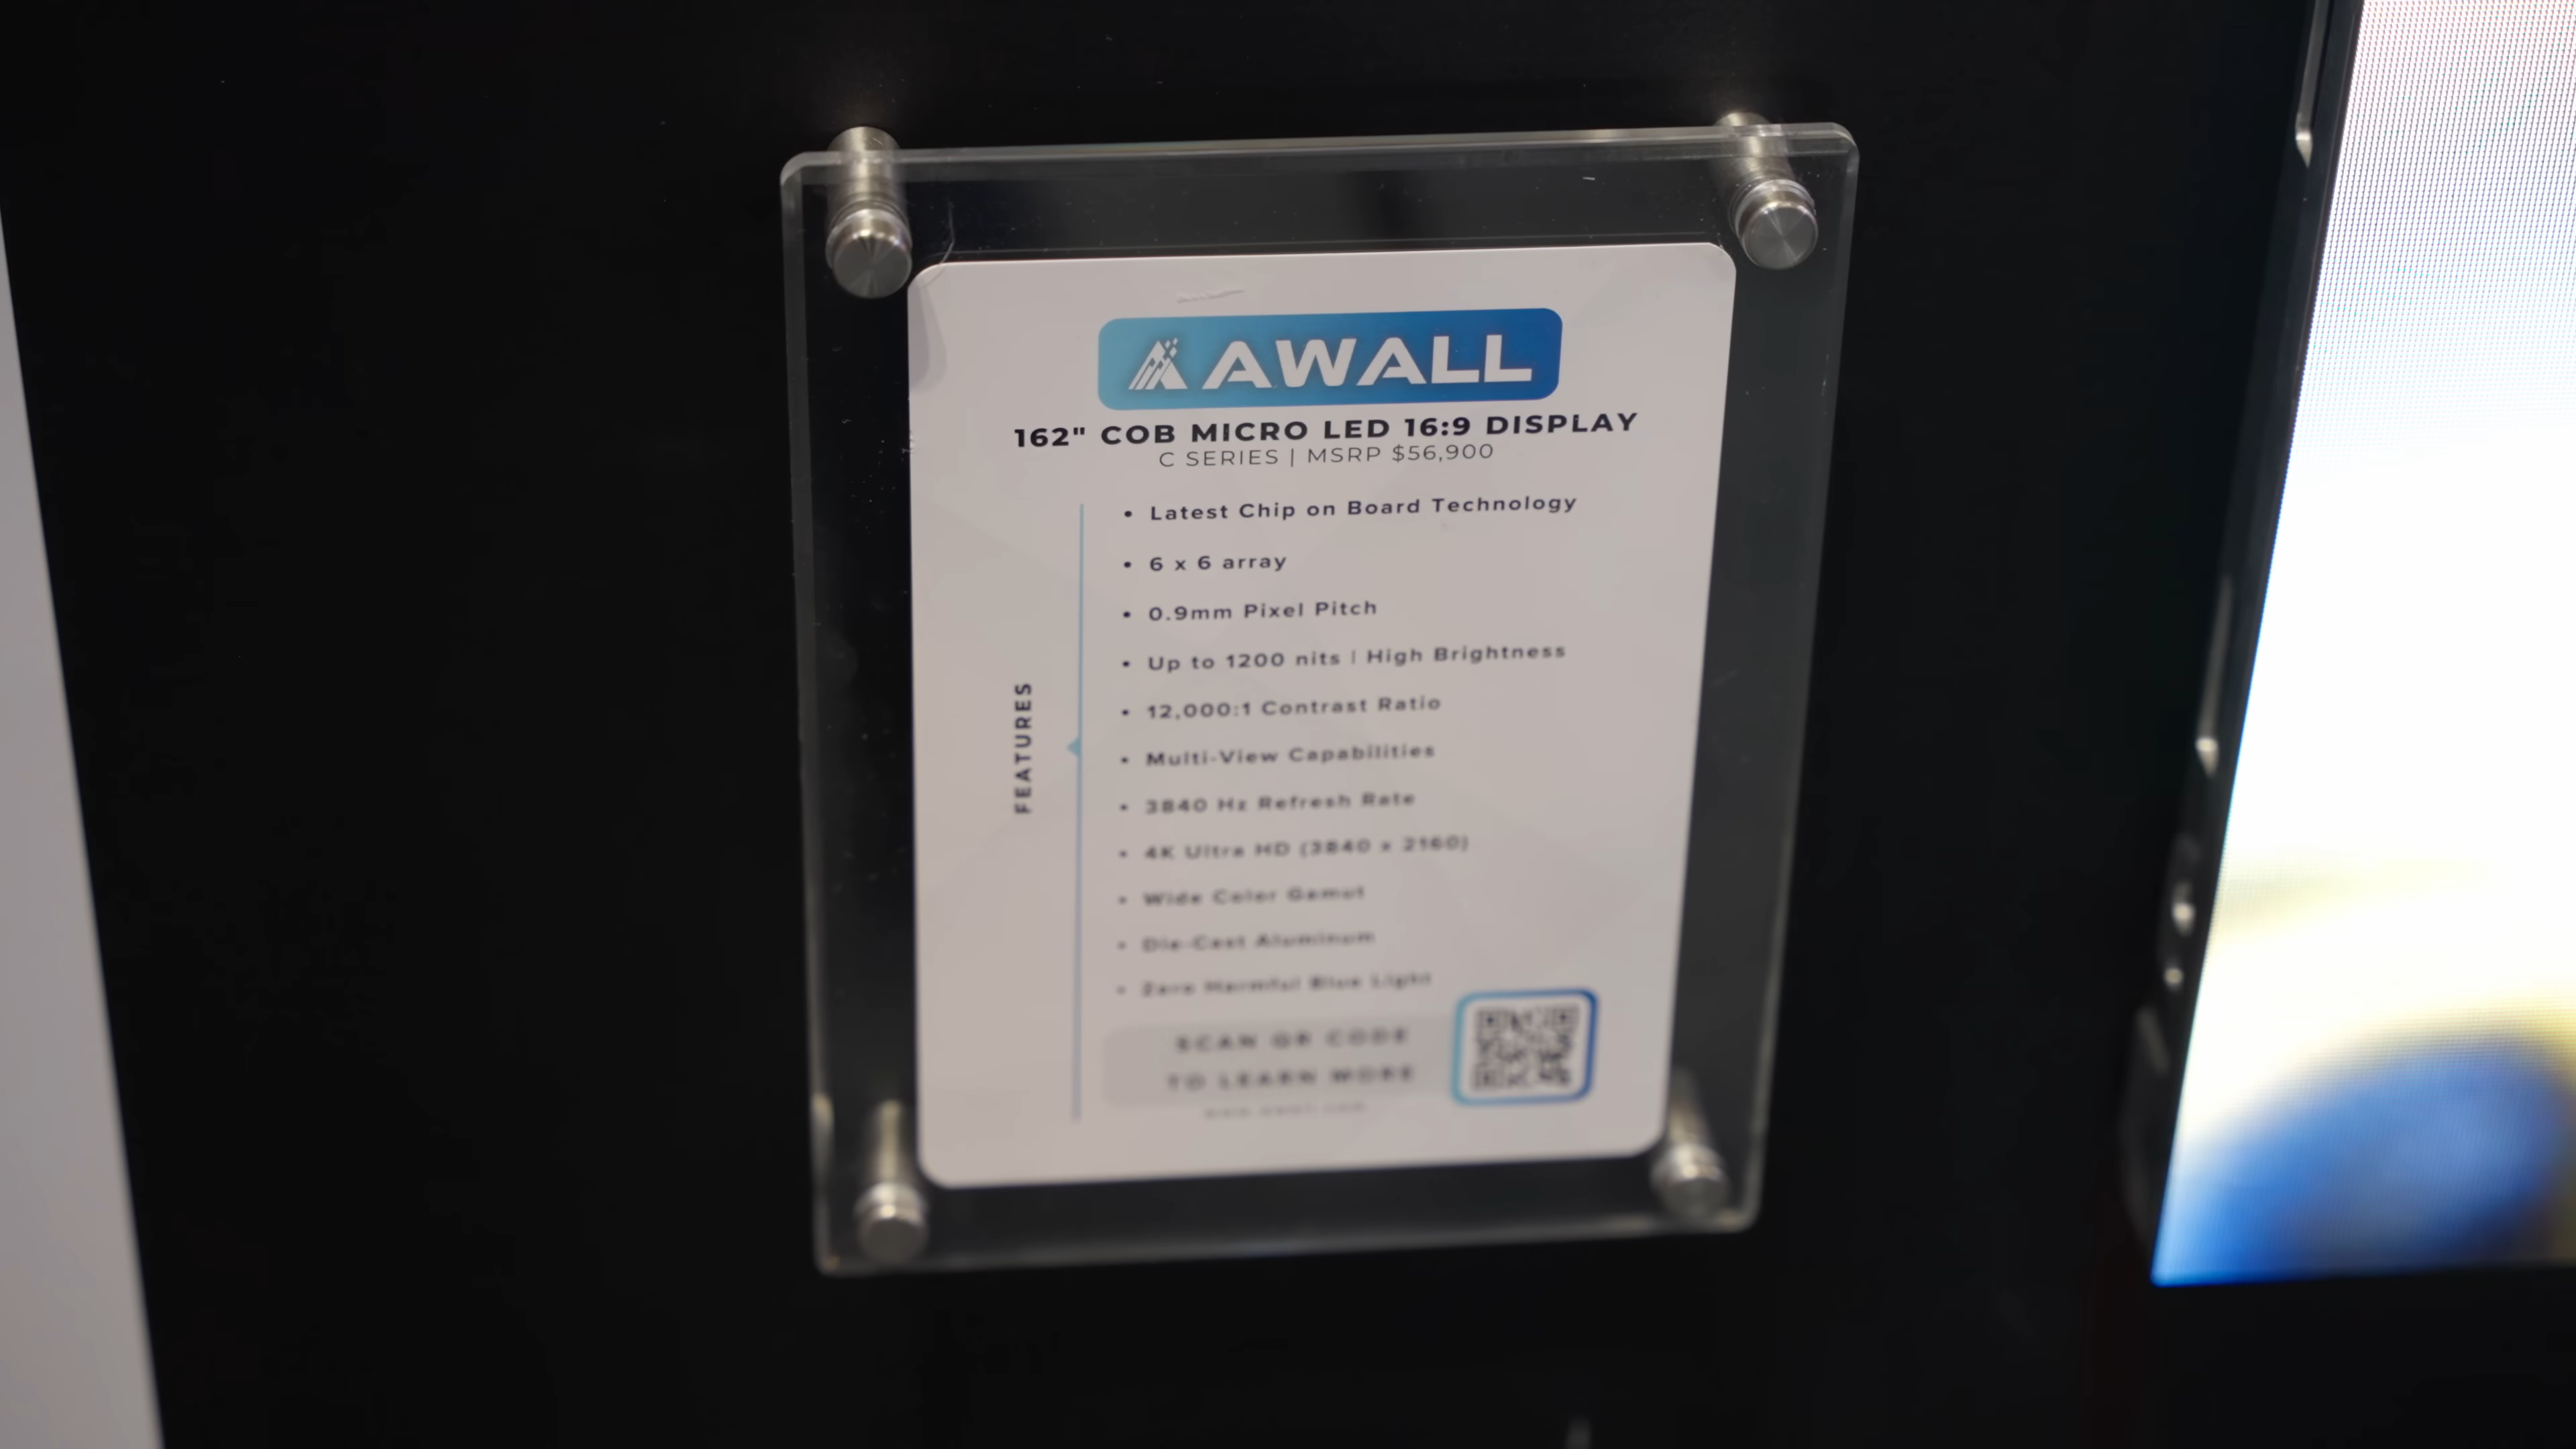 AWALL
162" COB MICRO LED 16:9 DISPLAY
C SERIES | MSRP $56,900
FEATURES
• Latest Chip on Board Technology
• 6 x 6 array
• 0.9mm Pixel Pitch
• Up to 1200 nits | High Brightness
• 12,000:1 Contrast Ratio
• Multi-View Capabilities
• 3840 Hz Refresh Rate
• 4K Ultra HD (3840 x 2160)
• Wide Color Gamut
• Die-Cast Aluminum
• Zero Harmful Blue Light
SCAN QR CODE
TO LEARN MORE